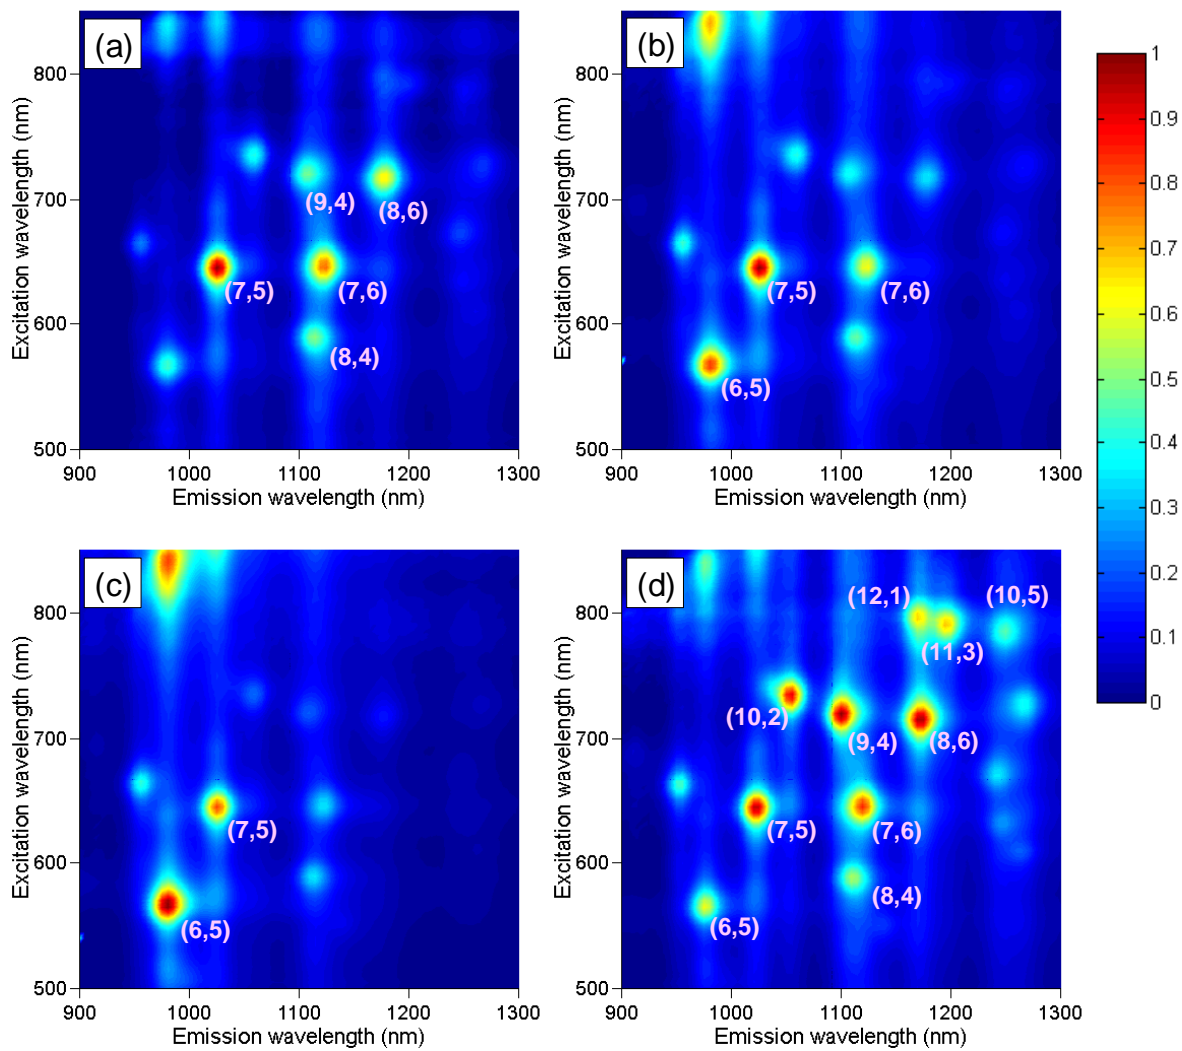 (a)
Excitation wavelength (nm)
800
700
600
500
900 1000 1100 1200 1300
Emission wavelength (nm)
(9,4)
(8,6)
(7,5)
(7,6)
(8,4)
(b)
Excitation wavelength (nm)
800
700
600
500
900 1000 1100 1200 1300
Emission wavelength (nm)
(7,5)
(7,6)
(6,5)
1
0.9
0.8
0.7
0.6
0.5
0.4
0.3
0.2
0.1
0
(c)
Excitation wavelength (nm)
800
700
600
500
900 1000 1100 1200 1300
Emission wavelength (nm)
(7,5)
(6,5)
(d)
Excitation wavelength (nm)
800
700
600
500
900 1000 1100 1200 1300
Emission wavelength (nm)
(12,1)
(10,5)
(11,3)
(10,2)
(9,4)
(8,6)
(7,5)
(7,6)
(8,4)
(6,5)